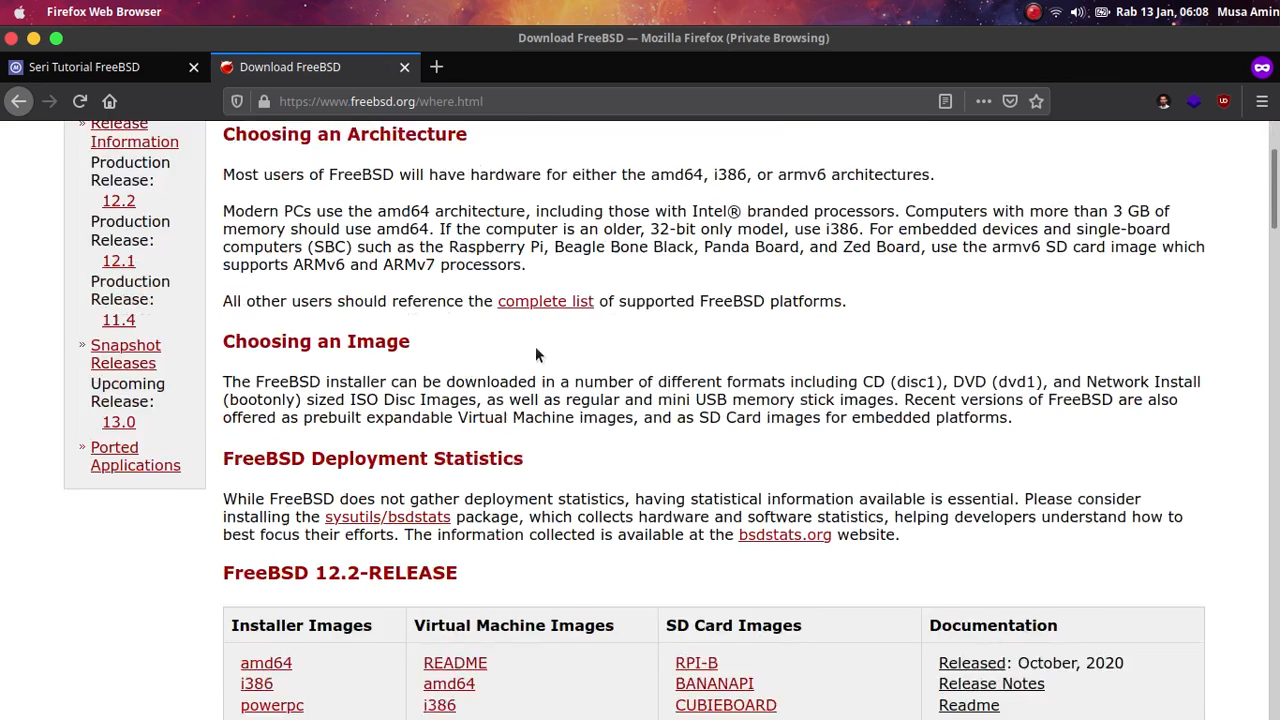 Firefox Web Browser
Rab 13 Jan, 06:08
Musa Amin
Download FreeBSD — Mozilla Firefox (Private Browsing)
Seri Tutorial FreeBSD
Download FreeBSD
https://www.freebsd.org/where.html
Release
Information
Production
Release:
12.2
Production
Release:
12.1
Production
Release:
11.4
Snapshot
Releases
Upcoming
Release:
13.0
Ported
Applications
Choosing an Architecture
Most users of FreeBSD will have hardware for either the amd64, i386, or armv6 architectures.
Modern PCs use the amd64 architecture, including those with Intel® branded processors. Computers with more than 3 GB of
memory should use amd64. If the computer is an older, 32-bit only model, use i386. For embedded devices and single-board
computers (SBC) such as the Raspberry Pi, Beagle Bone Black, Panda Board, and Zed Board, use the armv6 SD card image which
supports ARMv6 and ARMv7 processors.
All other users should reference the complete list of supported FreeBSD platforms.
Choosing an Image
The FreeBSD installer can be downloaded in a number of different formats including CD (disc1), DVD (dvd1), and Network Install
(bootonly) sized ISO Disc Images, as well as regular and mini USB memory stick images. Recent versions of FreeBSD are also
offered as prebuilt expandable Virtual Machine images, and as SD Card images for embedded platforms.
FreeBSD Deployment Statistics
While FreeBSD does not gather deployment statistics, having statistical information available is essential. Please consider
installing the sysutils/bsdstats package, which collects hardware and software statistics, helping developers understand how to
best focus their efforts. The information collected is available at the bsdstats.org website.
FreeBSD 12.2-RELEASE
Installer Images Virtual Machine Images SD Card Images Documentation
amd64 README RPI-B Released: October, 2020
i386 amd64 BANANAPI Release Notes
powerpc i386 CUBIEBOARD Readme